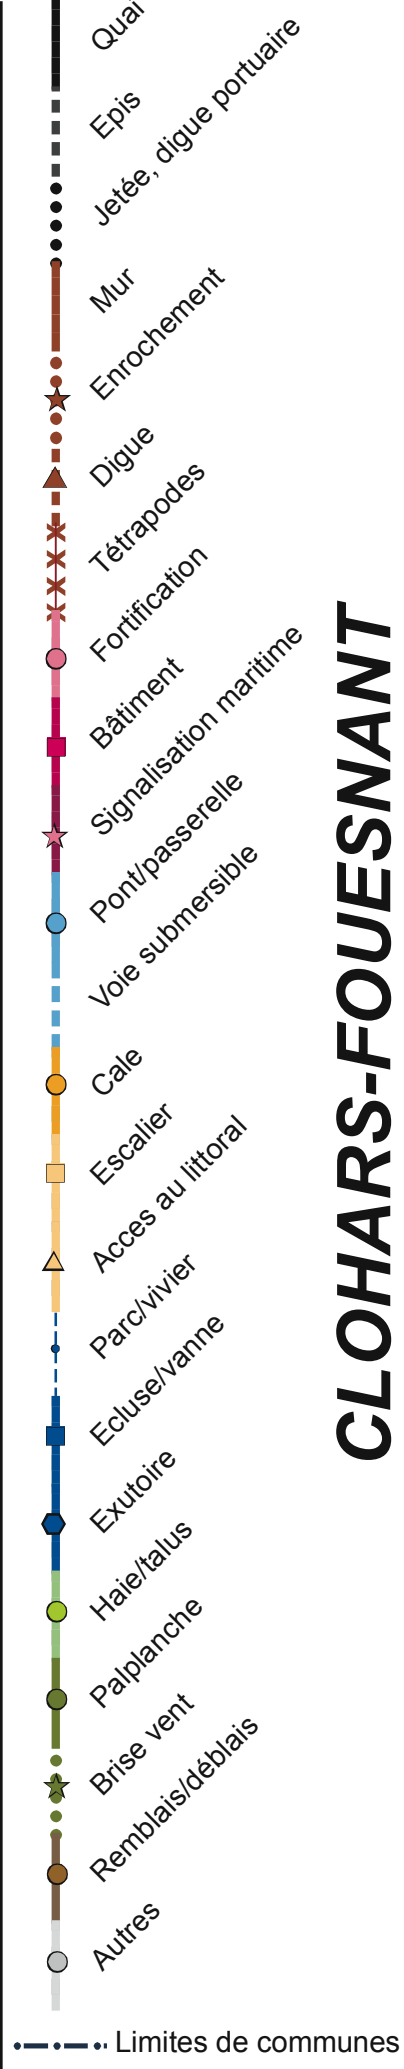 Quai
Epis
Jetée, digue portuaire
Mur
Enrochement
Digue
Tétrapodes
Fortification
Bâtiment
Signalisation maritime
Pont/passerelle
Voie submersible
Cale
Escalier
Acces au littoral
Parc/vivier
Ecluse/vanne
Exutoire
Haie/talus
Palplanche
Brise vent
Remblais/déblais
Autres
Limites de communes
CLOHARS-FOUESNANT